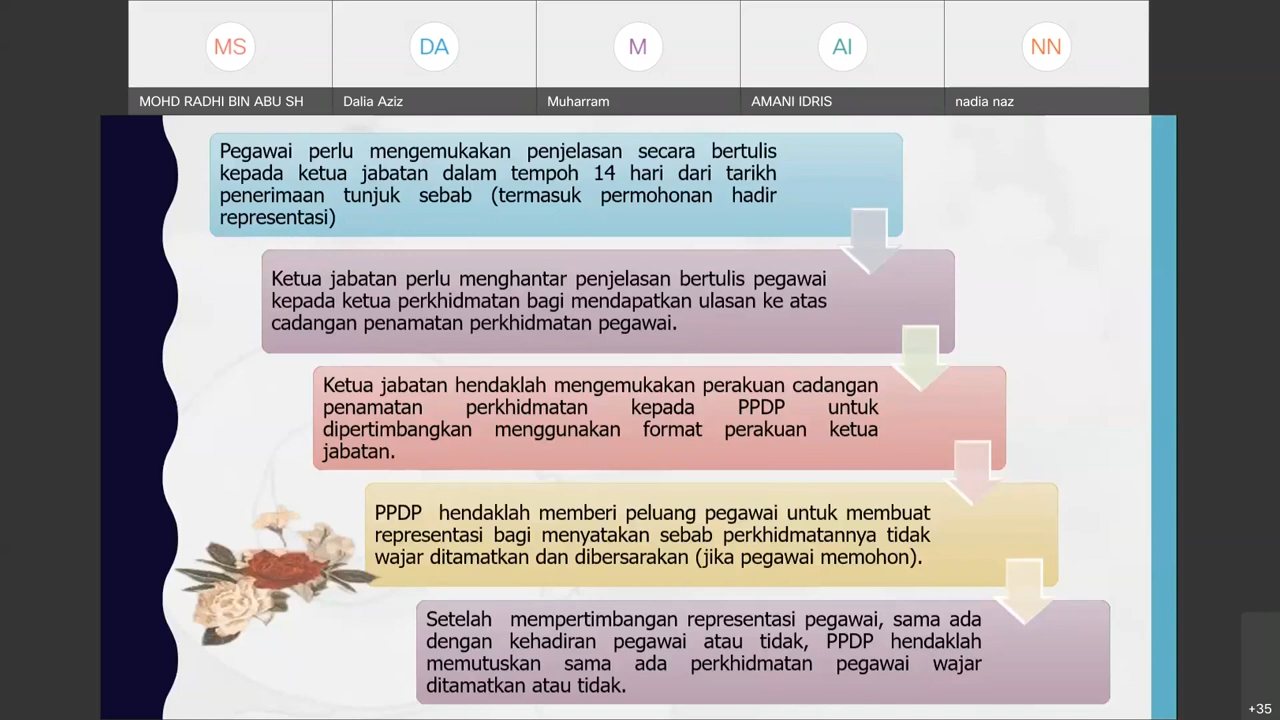 MS
DA
M
AI
NN
MOHD RADHI BIN ABU SH
Dalia Aziz
Muharram
AMANI IDRIS
nadia naz
Pegawai perlu mengemukakan penjelasan secara bertulis
kepada ketua jabatan dalam tempoh 14 hari dari tarikh
penerimaan tunjuk sebab (termasuk permohonan hadir
representasi)
Ketua jabatan perlu menghantar penjelasan bertulis pegawai
kepada ketua perkhidmatan bagi mendapatkan ulasan ke atas
cadangan penamatan perkhidmatan pegawai.
Ketua jabatan hendaklah mengemukakan perakuan cadangan
penamatan perkhidmatan kepada PPDP untuk
dipertimbangkan menggunakan format perakuan ketua
jabatan.
PPDP hendaklah memberi peluang pegawai untuk membuat
representasi bagi menyatakan sebab perkhidmatannya tidak
wajar ditamatkan dan dibersarakan (jika pegawai memohon).
Setelah mempertimbangan representasi pegawai, sama ada
dengan kehadiran pegawai atau tidak, PPDP hendaklah
memutuskan sama ada perkhidmatan pegawai wajar
ditamatkan atau tidak.
+35